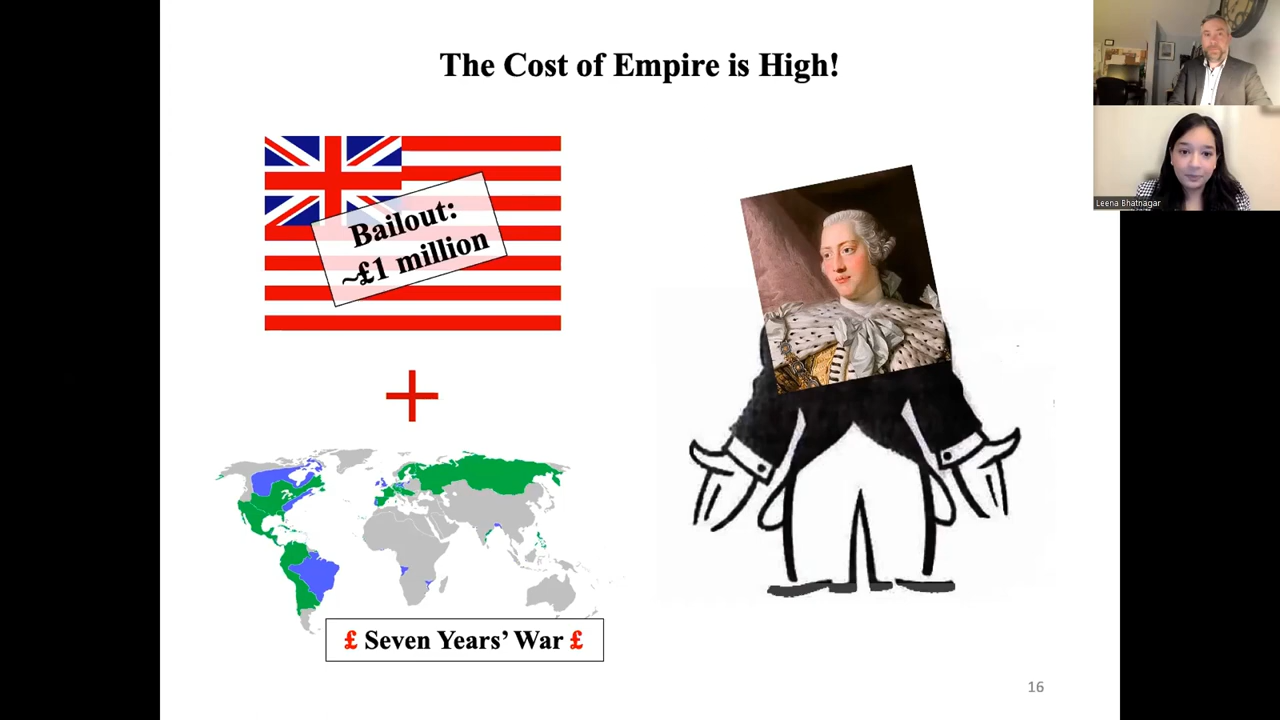 The Cost of Empire is High!
Bailout:
~£1 million
£ Seven Years’ War £
16
Leena Bhatnagar